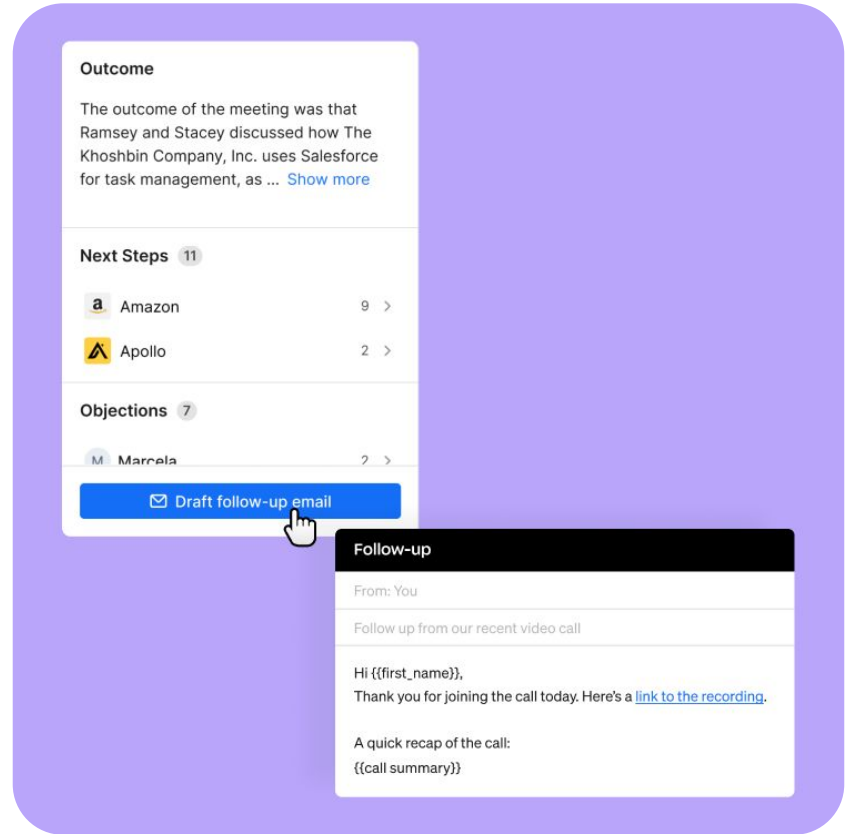 Outcome
The outcome of the meeting was that
Ramsey and Stacey discussed how The
Khoshbin Company, Inc. uses Salesforce
for task management, as ... Show more
Next Steps 11
a Amazon 9 >
Apollo 2 >
Objections 7
M Marcela 2 >
Draft follow-up email
Follow-up
From: You
Follow up from our recent video call
Hi {{first_name}},
Thank you for joining the call today. Here’s a link to the recording.
A quick recap of the call:
{{call summary}}